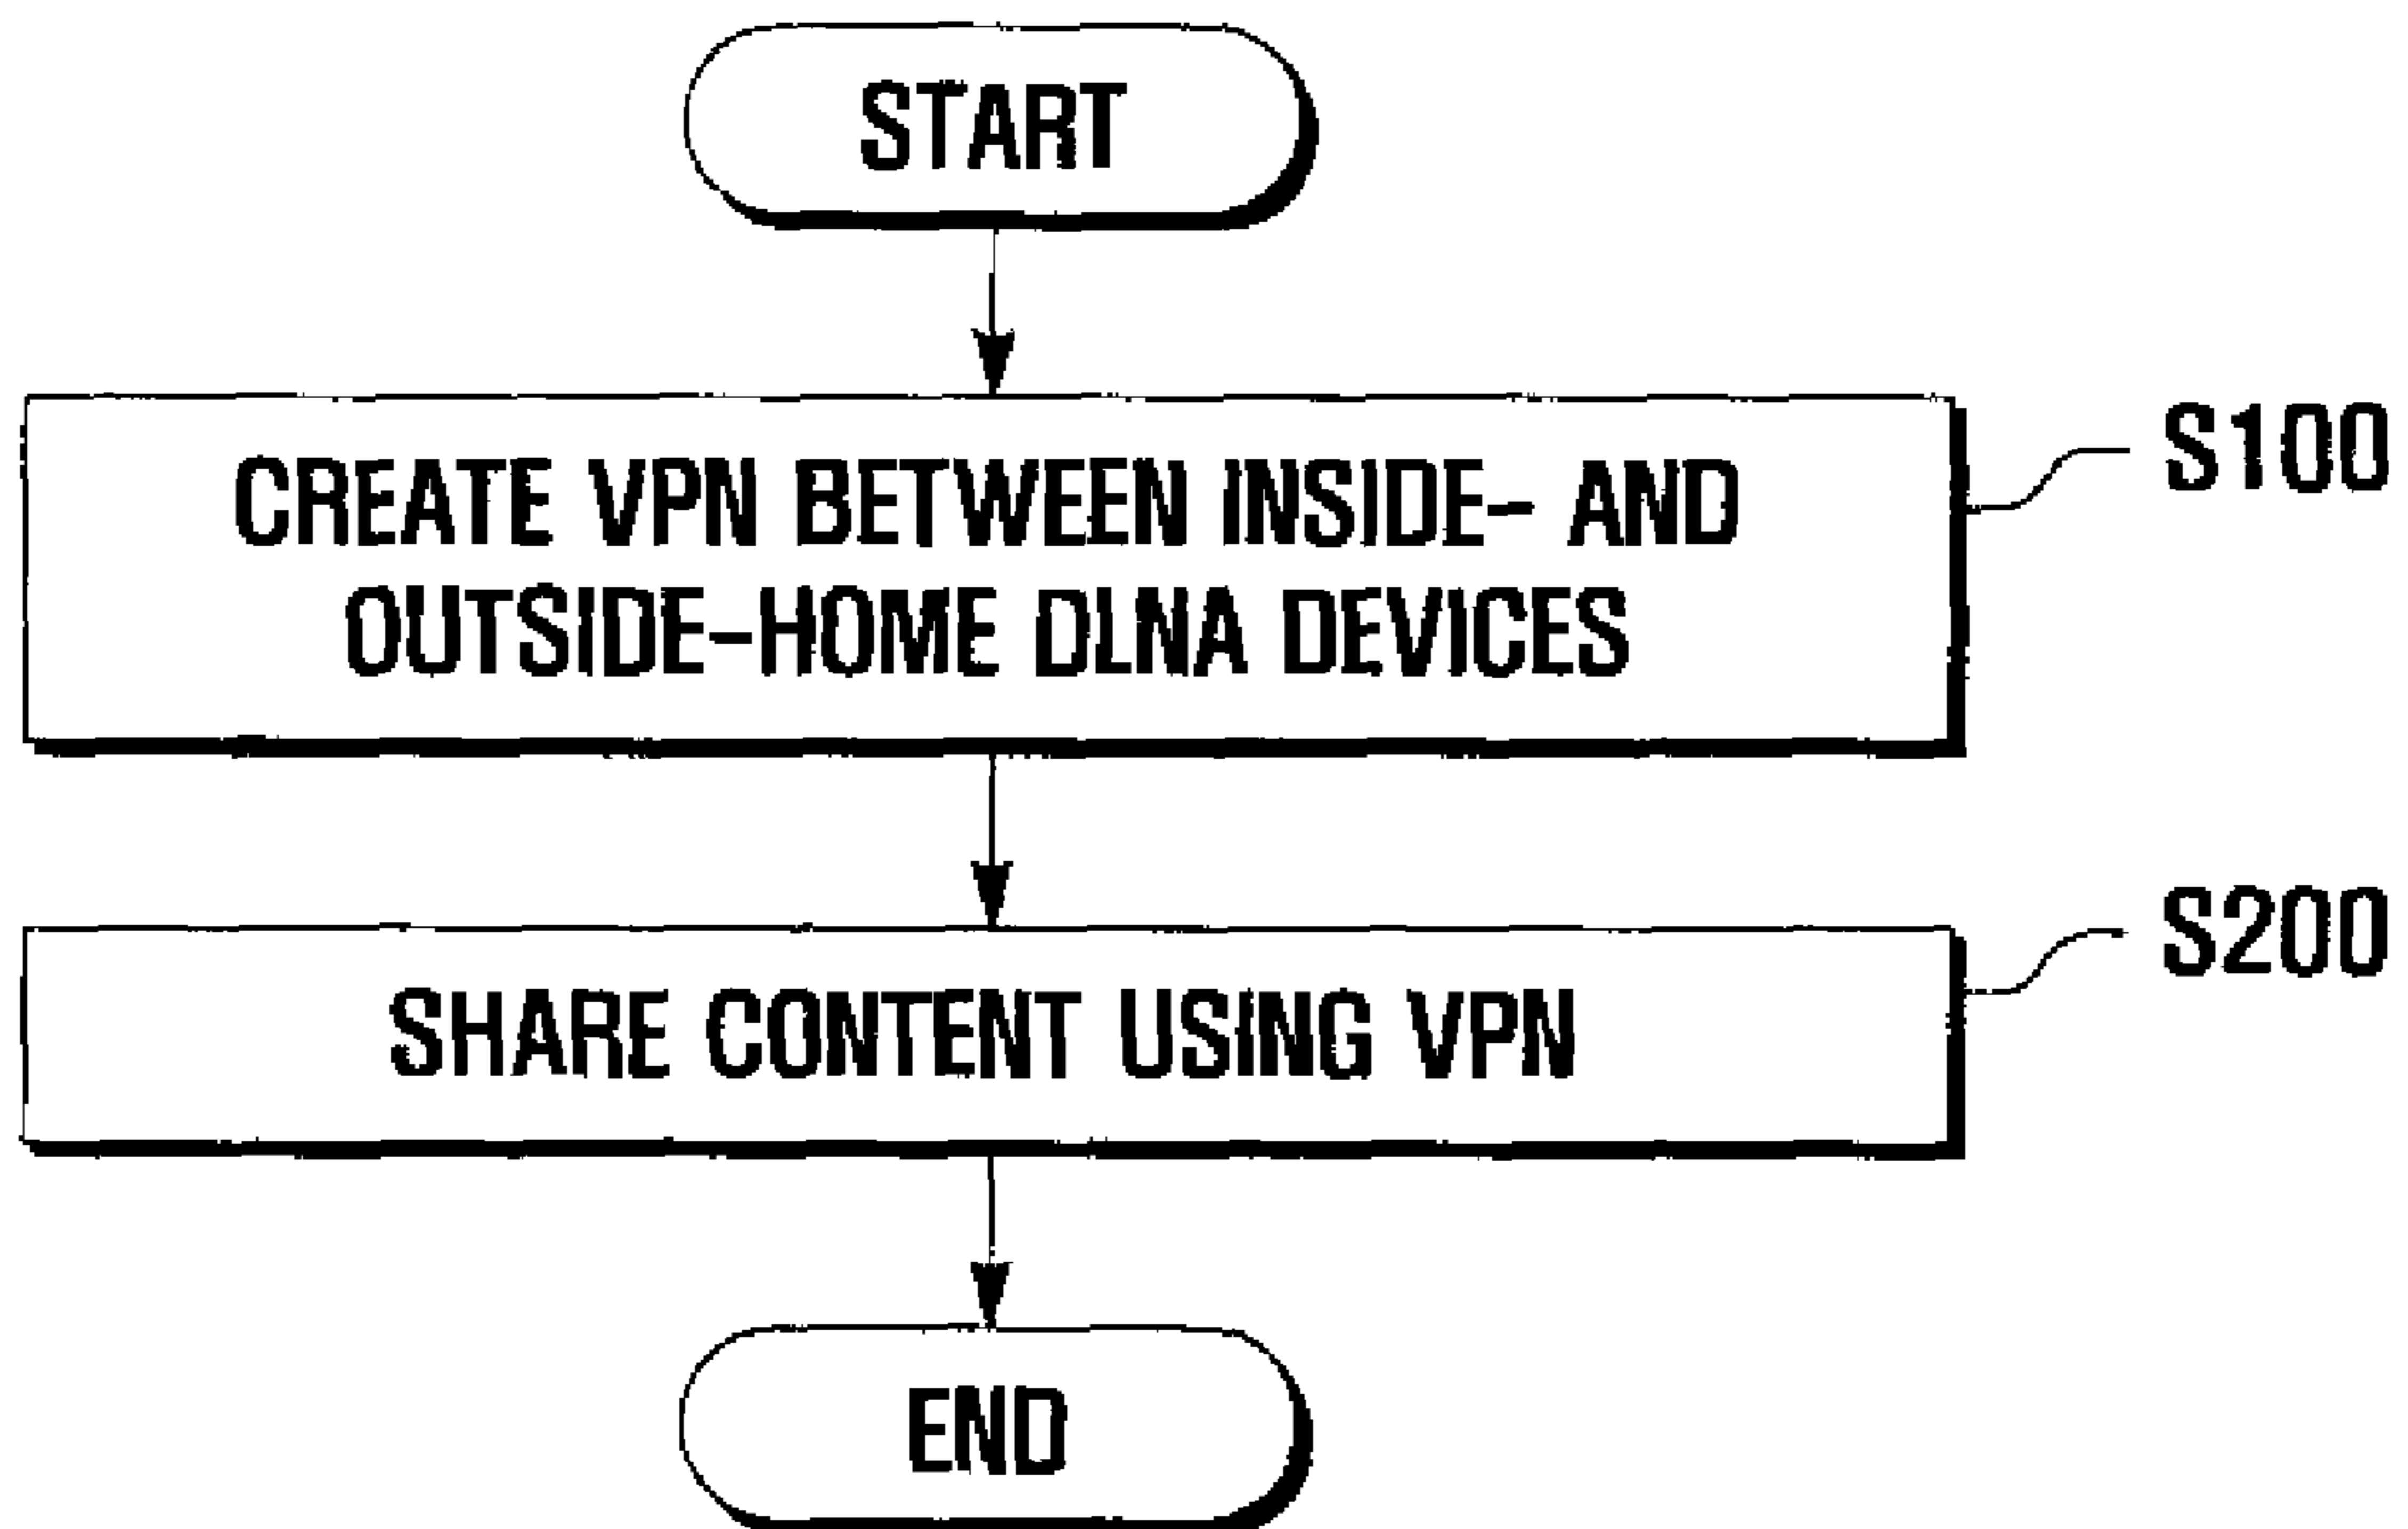 START
CREATE VPN BETWEEN INSIDE- AND
OUTSIDE-HOME DLNA DEVICES
S100
SHARE CONTENT USING VPN
S200
END